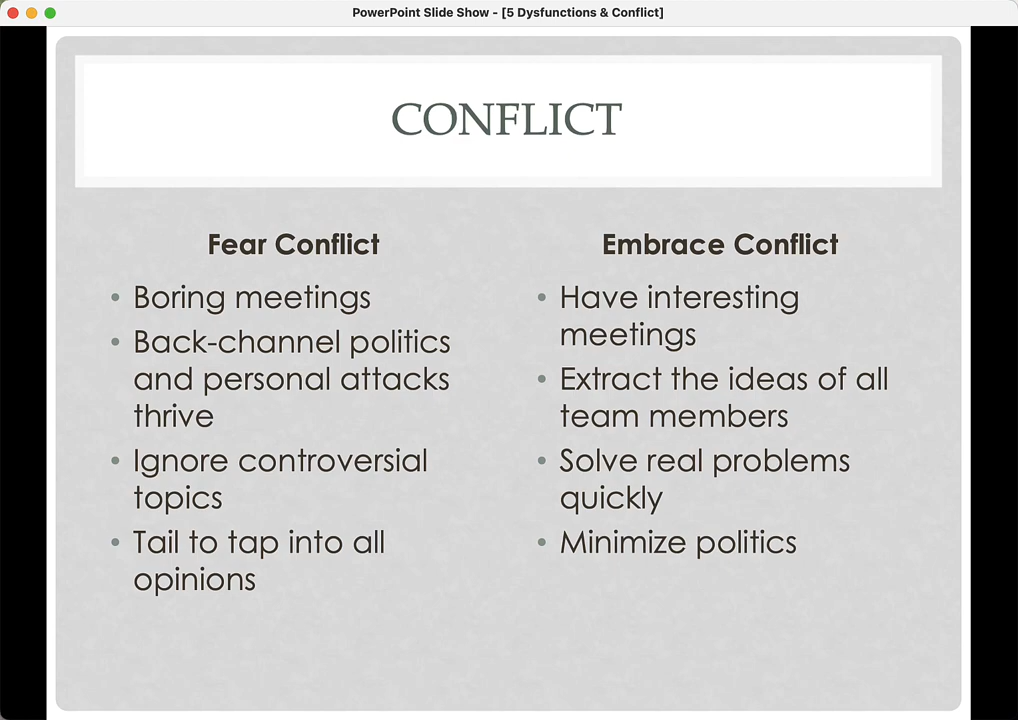 PowerPoint Slide Show - [5 Dysfunctions & Conflict]
CONFLICT
Fear Conflict
• Boring meetings
• Back-channel politics
and personal attacks
thrive
• Ignore controversial
topics
• Tail to tap into all
opinions
Embrace Conflict
• Have interesting
meetings
• Extract the ideas of all
team members
• Solve real problems
quickly
• Minimize politics